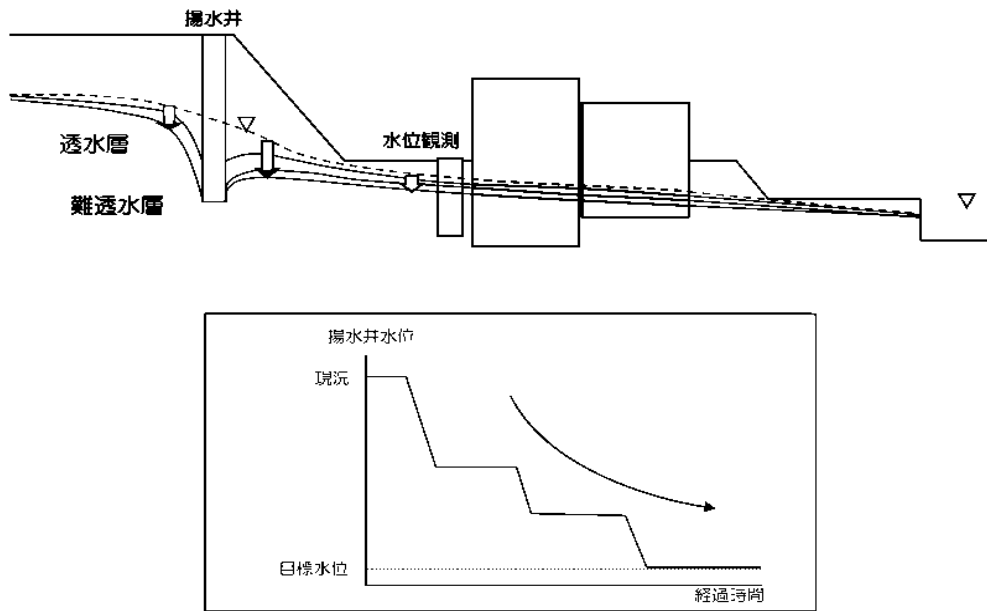 揚水井
水位観測
透水層
難透水層
揚水井水位
現況
目標水位
経過時間